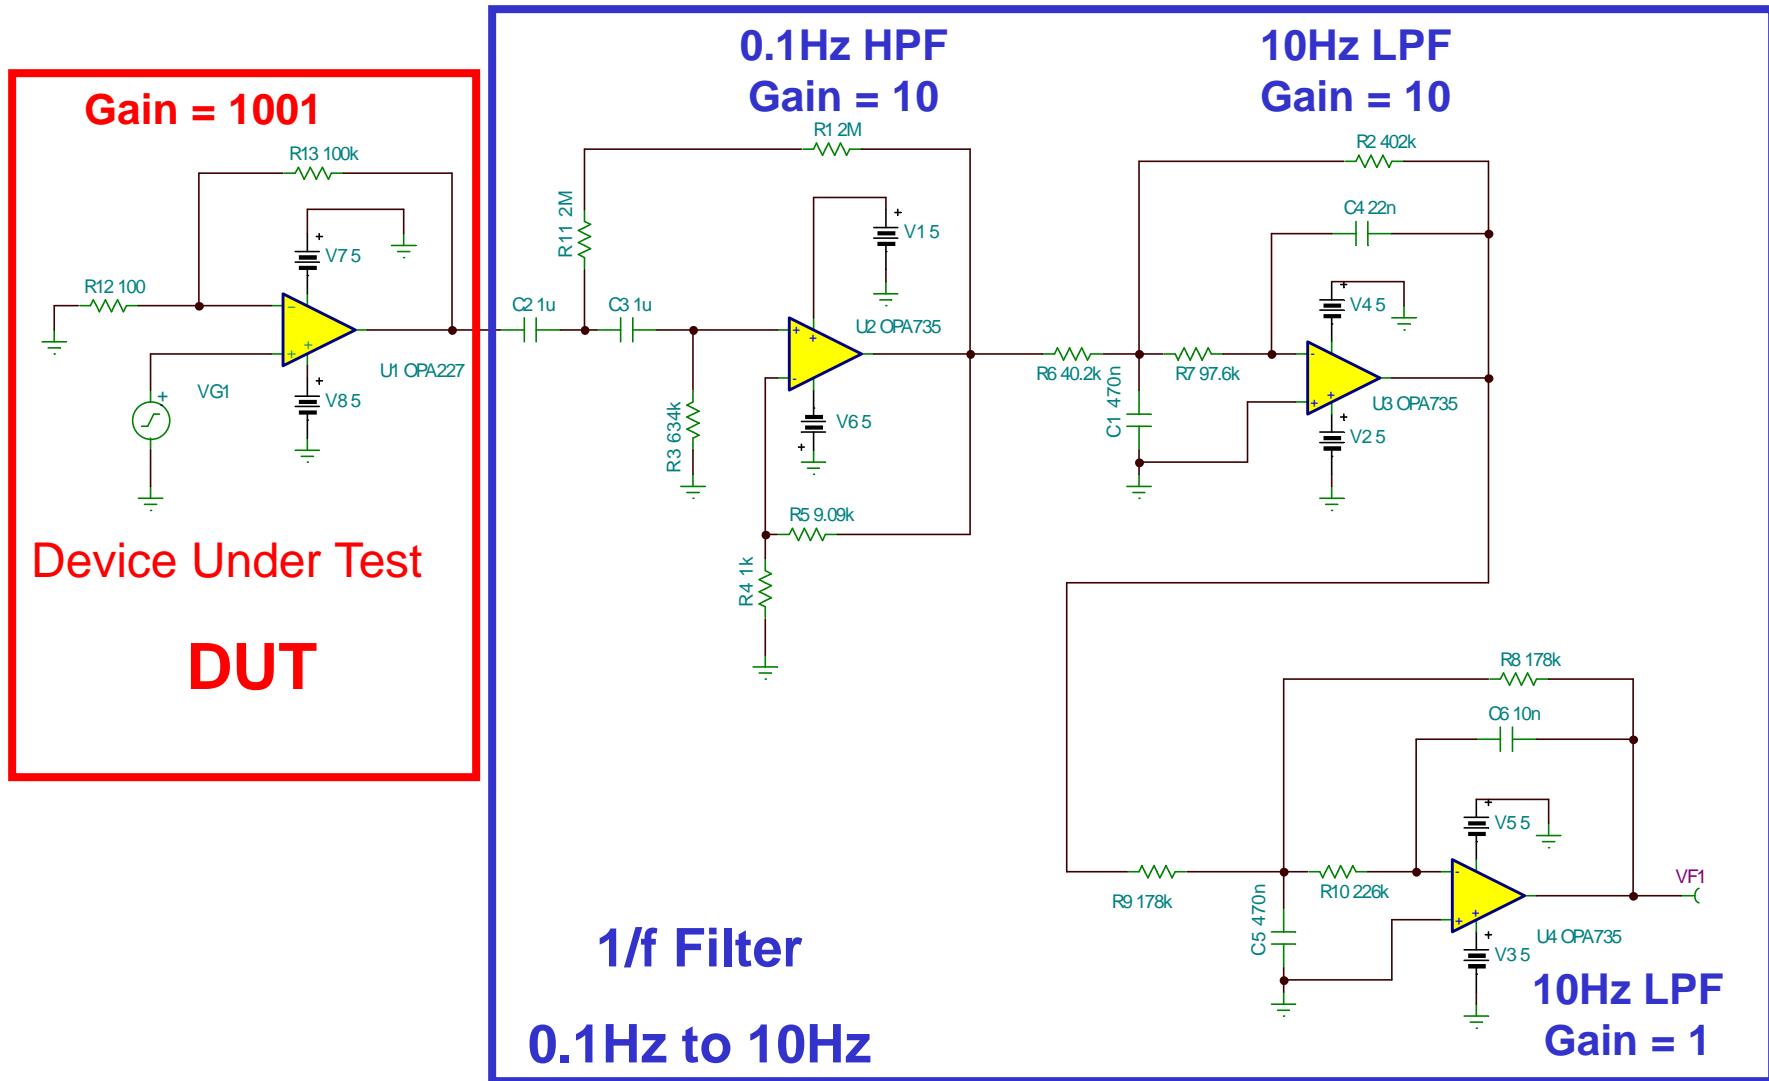 Gain = 1001
R13 100k
V7 5
R12 100
U1 OPA227
VG1
V8 5
Device Under Test
DUT
0.1Hz HPF
Gain = 10
R1 2M
R11 2M
V1 5
C2 1u
C3 1u
U2 OPA735
V6 5
R3 634k
R5 9.09k
R4 1k
10Hz LPF
Gain = 10
R2 402k
C4 22n
V4 5
R6 40.2k
R7 97.6k
C1 470n
U3 OPA735
V2 5
R8 178k
C6 10n
V5 5
R9 178k
R10 226k
C5 470n
U4 OPA735
V3 5
VF1
1/f Filter
0.1Hz to 10Hz
10Hz LPF
Gain = 1